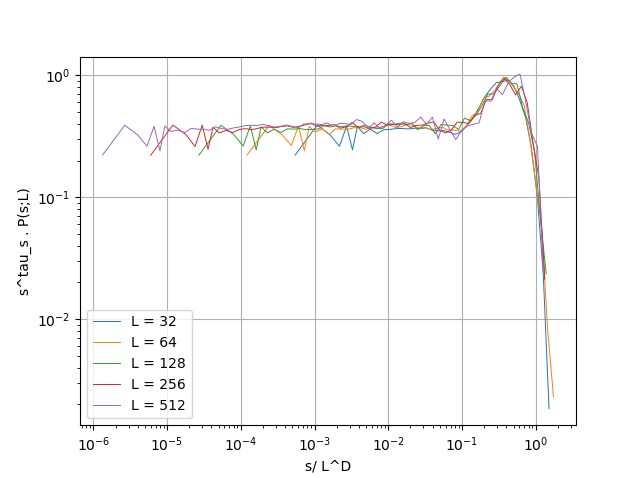 10^0
10^-1
10^-2
s^tau_s . P(s;L)
L = 32
L = 64
L = 128
L = 256
L = 512
10^-6 10^-5 10^-4 10^-3 10^-2 10^-1 10^0
s/ L^D